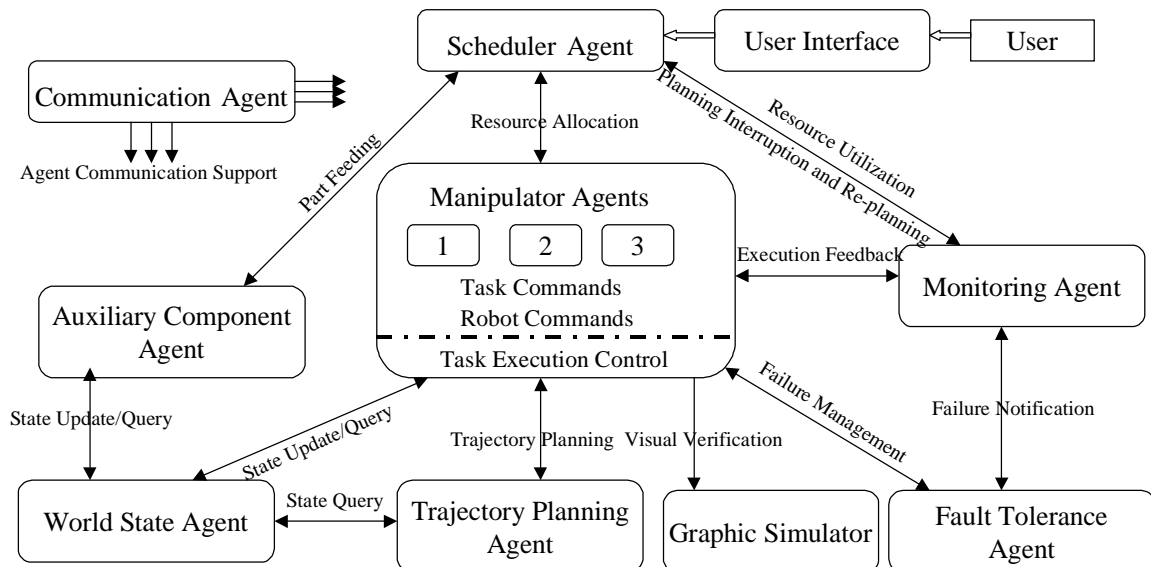 Scheduler Agent
User Interface
User
Communication Agent
Agent Communication Support
Part Feeding
Resource Allocation
Resource Utilization
Planning Interruption and Re-planning
Manipulator Agents
1
2
3
Task Commands
Robot Commands
Task Execution Control
Execution Feedback
Monitoring Agent
Auxiliary Component
Agent
State Update/Query
State Update/Query
Trajectory Planning
Visual Verification
Failure Management
Failure Notification
World State Agent
State Query
Trajectory Planning
Agent
Graphic Simulator
Fault Tolerance
Agent